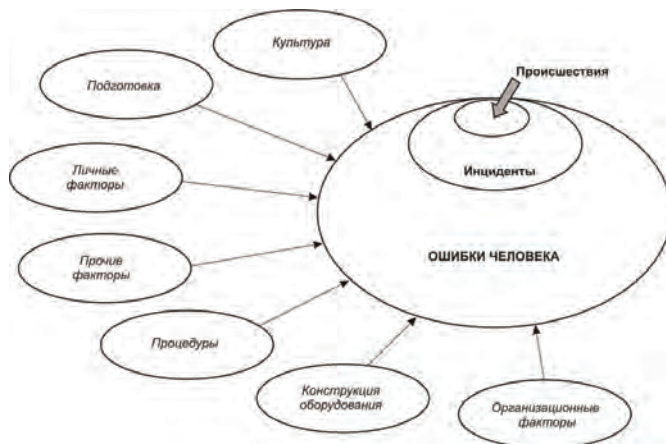 Культура
Происшествия
Подготовка
Инциденты
Личные
факторы
ОШИБКИ ЧЕЛОВЕКА
Прочие
факторы
Процедуры
Конструкция
оборудования
Организационные
факторы